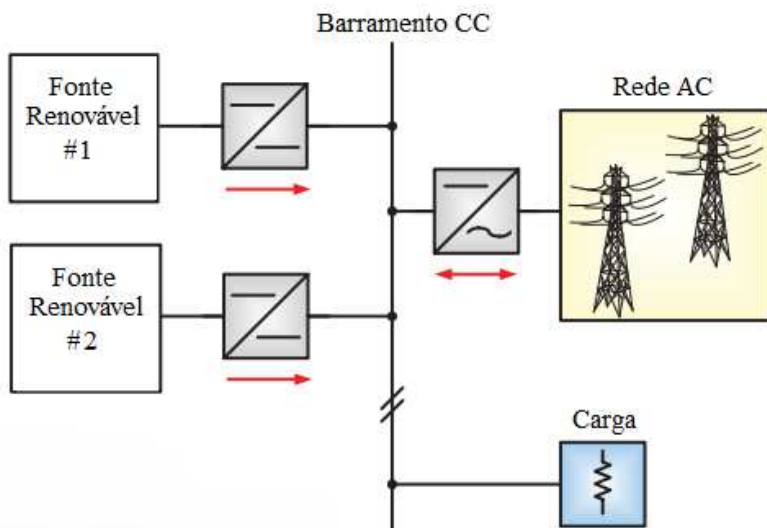 Barramento CC
Fonte
Renovável
#1
Rede AC
Fonte
Renovável
#2
Carga